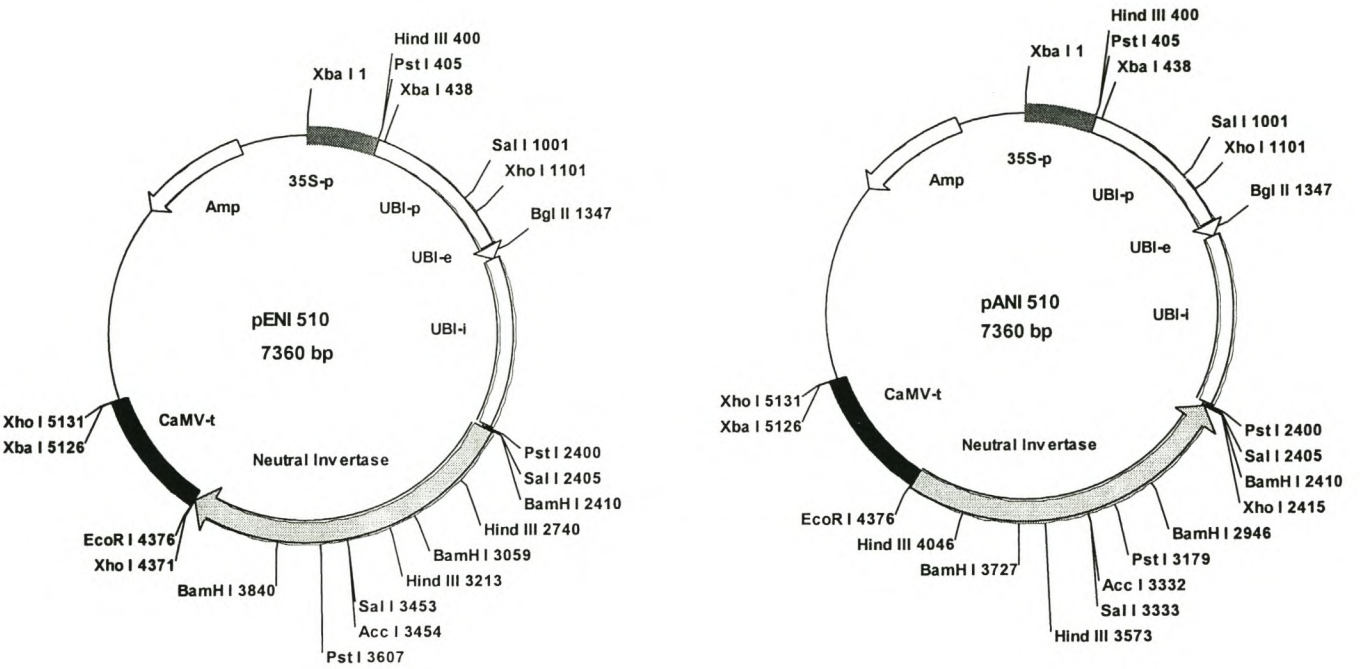 Hind III 400
Pst I 405
Xba I 1
Xba I 438
Sal I 1001
Xho I 1101
Bgl II 1347
35S-p
UBI-p
Amp
UBI-e
UBI-i
pENI 510
7360 bp
Xho I 5131
Xba I 5126
CaMV-t
Neutral Invertase
Pst I 2400
Sal I 2405
BamH I 2410
Hind III 2740
BamH I 3059
Hind III 3213
Sal I 3453
Acc I 3454
Pst I 3607
BamH I 3840
EcoR I 4376
Xho I 4371
Hind III 400
Pst I 405
Xba I 1
Xba I 438
Sal I 1001
Xho I 1101
Bgl II 1347
35S-p
UBI-p
Amp
UBI-e
UBI-i
pANI 510
7360 bp
Xho I 5131
Xba I 5126
CaMV-t
Neutral Invertase
Pst I 2400
Sal I 2405
BamH I 2410
Xho I 2415
BamH I 2946
Pst I 3179
Acc I 3332
Sal I 3333
Hind III 3573
BamH I 3727
Hind III 4046
EcoR I 4376